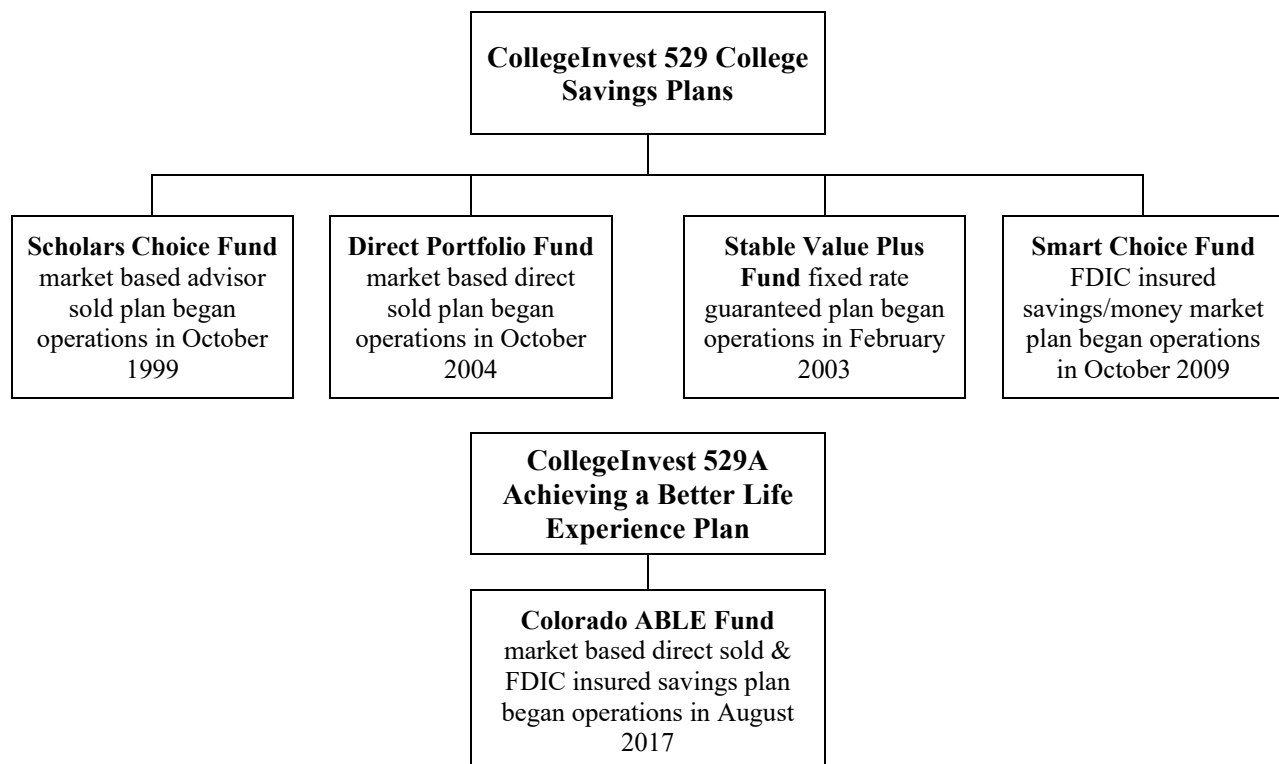 CollegeInvest 529 College
Savings Plans
Scholars Choice Fund
market based advisor
sold plan began
operations in October
1999
Direct Portfolio Fund
market based direct
sold plan began
operations in October
2004
Stable Value Plus
Fund fixed rate
guaranteed plan began
operations in February
2003
Smart Choice Fund
FDIC insured
savings/money market
plan began operations
in October 2009
CollegeInvest 529A
Achieving a Better Life
Experience Plan
Colorado ABLE Fund
market based direct sold &
FDIC insured savings plan
began operations in August
2017